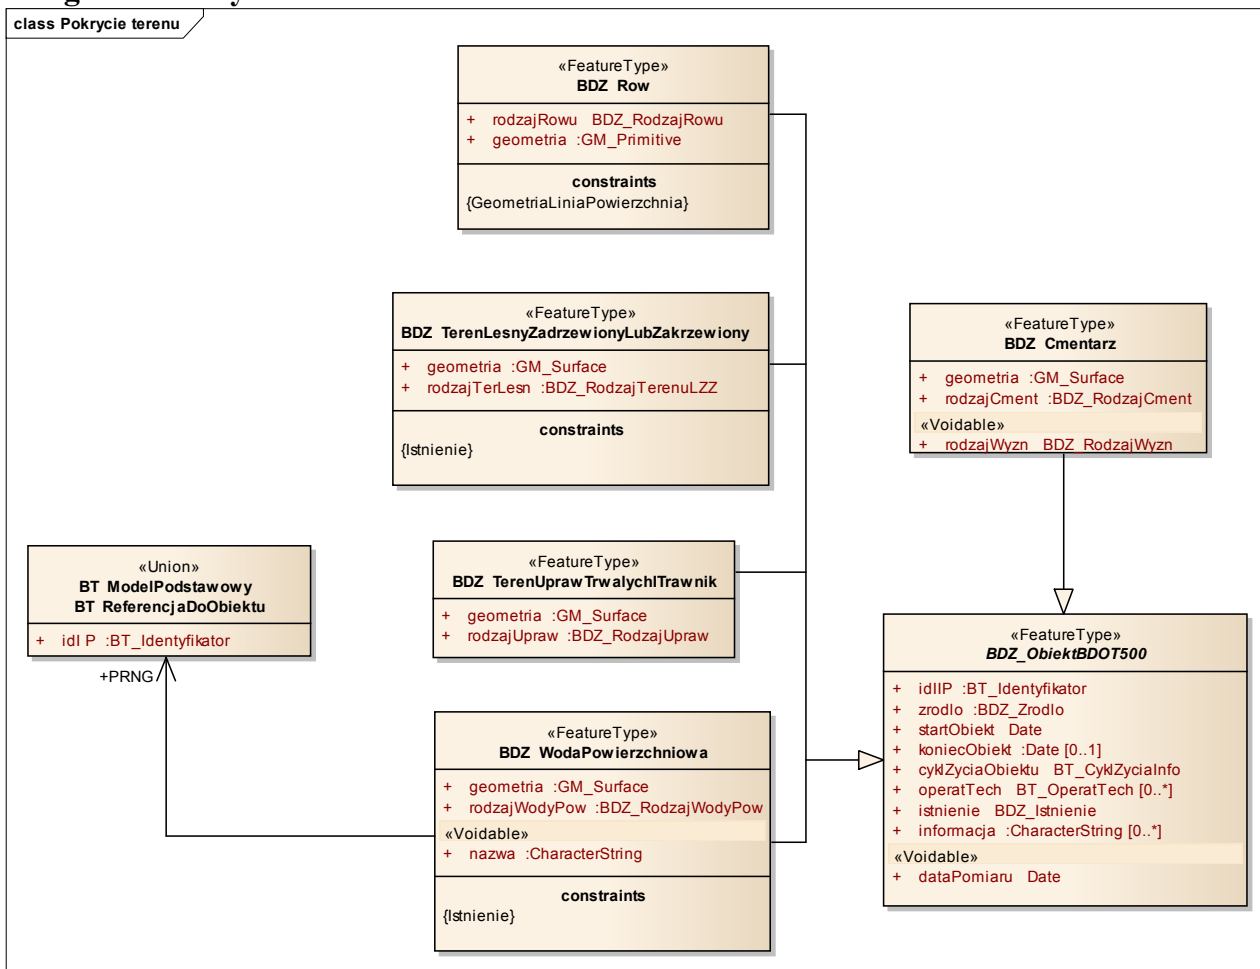 class Pokrycie terenu
«FeatureType»
BDZ_Row
+ rodzajRowu BDZ_RodzajRowu
+ geometria :GM_Primitive
constraints
{GeometriaLiniaPowierzchnia}
«FeatureType»
BDZ_TerenLesnyZadrzewionyLubZakrzewiony
+ geometria :GM_Surface
+ rodzajTerLesn :BDZ_RodzajTerenuLZZ
constraints
{Istnienie}
«FeatureType»
BDZ_Cmentarz
+ geometria :GM_Surface
+ rodzajCment :BDZ_RodzajCment
«Voidable»
+ rodzajWyzn BDZ_RodzajWyzn
«Union»
BT_ModelPodstawowy
BT_ReferencjaDoObiektu
+ idI P :BT_Identyfikator
+PRNG
«FeatureType»
BDZ_TerenUprawTrwalychITrawnik
+ geometria :GM_Surface
+ rodzajUpraw :BDZ_RodzajUpraw
«FeatureType»
BDZ_WodaPowierzchniowa
+ geometria :GM_Surface
+ rodzajWodyPow :BDZ_RodzajWodyPow
«Voidable»
+ nazwa :CharacterString
constraints
{Istnienie}
«FeatureType»
BDZ_ObiektBDOT500
+ idIIP :BT_Identyfikator
+ zrodlo :BDZ_Zrodlo
+ startObiekt Date
+ koniecObiekt :Date [0..1]
+ cyklZyciaObiektu BT_CyklZyciaInfo
+ operatTech BT_OperatTech [0..*]
+ istnienie BDZ_Istnienie
+ informacja :CharacterString [0..*]
«Voidable»
+ dataPomiaru Date